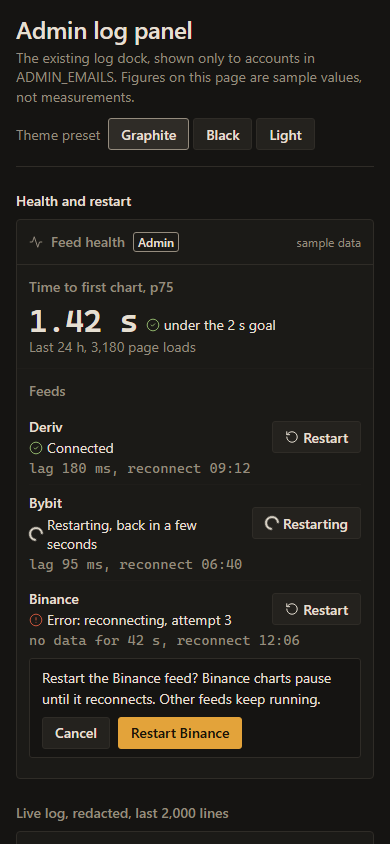 Admin log panel
The existing log dock, shown only to accounts in
ADMIN_EMAILS. Figures on this page are sample values,
not measurements.
Theme preset Graphite Black Light
Health and restart
Feed health Admin sample data
Time to first chart, p75
1.42 s under the 2 s goal
Last 24 h, 3,180 page loads
Feeds
Deriv
Connected
Restart
lag 180 ms, reconnect 09:12
Bybit
Restarting, back in a few
seconds
Restarting
lag 95 ms, reconnect 06:40
Binance
Error: reconnecting, attempt 3
Restart
no data for 42 s, reconnect 12:06
Restart the Binance feed? Binance charts pause
until it reconnects. Other feeds keep running.
Cancel Restart Binance
Live log, redacted, last 2,000 lines